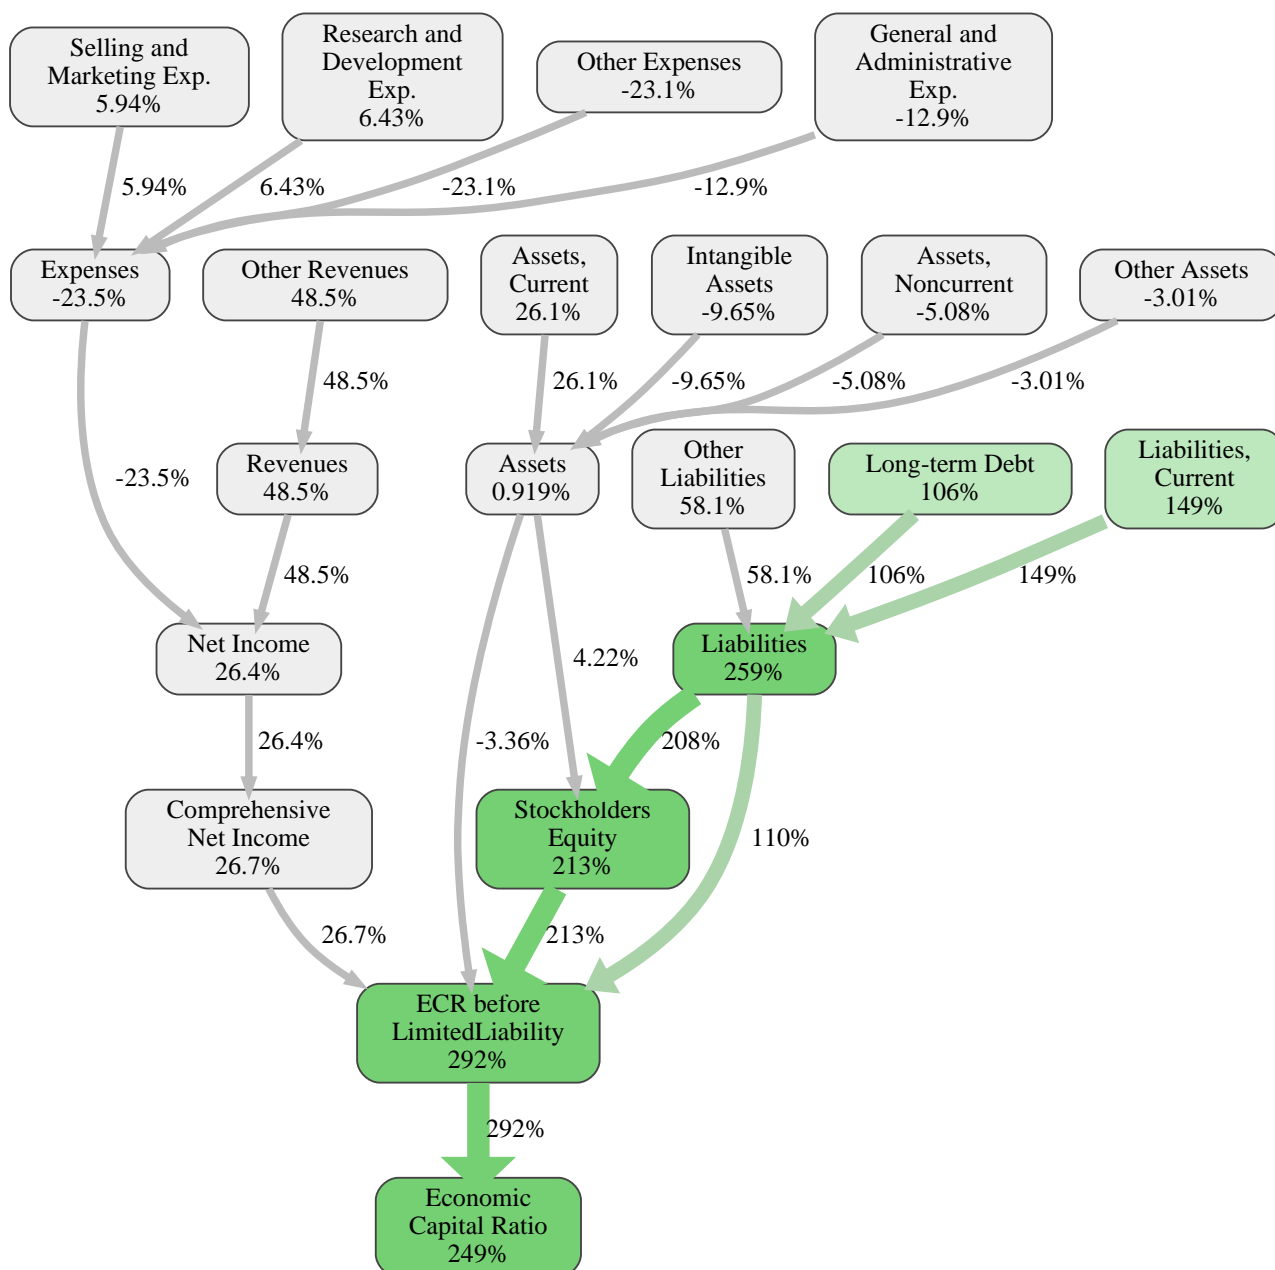 Selling and
Marketing Exp.
5.94%
Research and
Development
Exp.
6.43%
Other Expenses
-23.1%
General and
Administrative
Exp.
-12.9%
5.94%
6.43%
-23.1%
-12.9%
Expenses
-23.5%
Other Revenues
48.5%
Assets,
Current
26.1%
Intangible
Assets
-9.65%
Assets,
Noncurrent
-5.08%
Other Assets
-3.01%
48.5%
26.1%
-9.65%
-5.08%
-3.01%
-23.5%
Revenues
48.5%
Assets
0.919%
Other
Liabilities
58.1%
Long-term Debt
106%
Liabilities,
Current
149%
48.5%
58.1%
106%
149%
Net Income
26.4%
4.22%
Liabilities
259%
26.4%
-3.36%
208%
Comprehensive
Net Income
26.7%
Stockholders
Equity
213%
110%
26.7%
213%
ECR before
LimitedLiability
292%
292%
Economic
Capital Ratio
249%